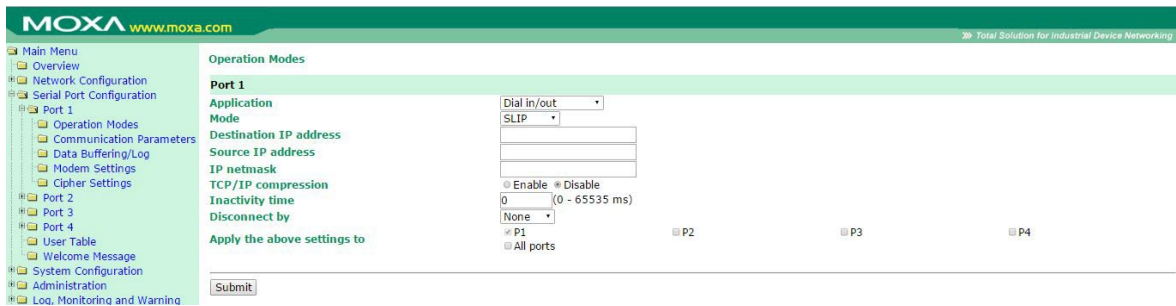 MOXA www.moxa.com
Total Solution for Industrial Device Networking
Main Menu
Overview
Network Configuration
Serial Port Configuration
Port 1
Operation Modes
Communication Parameters
Data Buffering/Log
Modem Settings
Cipher Settings
Port 2
Port 3
Port 4
User Table
Welcome Message
System Configuration
Administration
Log, Monitoring and Warning
Operation Modes
Port 1
Application Dial in/out
Mode SLIP
Destination IP address
Source IP address
IP netmask
TCP/IP compression Enable Disable
Inactivity time 0 (0 - 65535 ms)
Disconnect by None
Apply the above settings to P1 P2 P3 P4
All ports
Submit